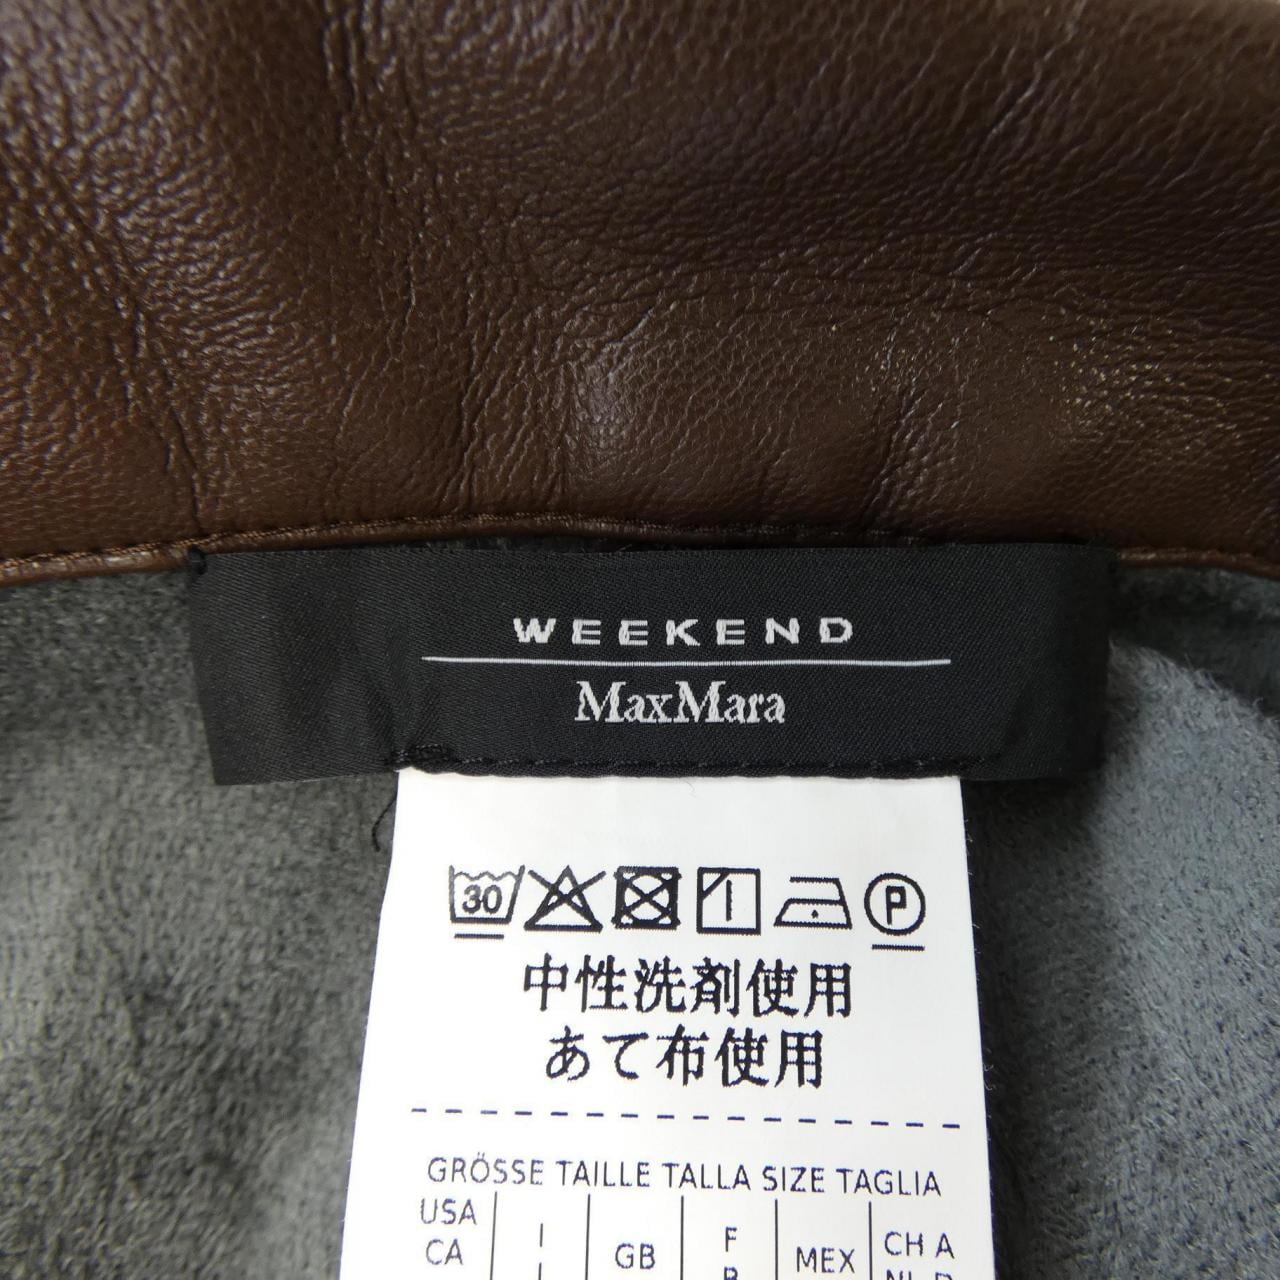 WEEKEND
MaxMara
30 P
中性洗剤使用
あて布使用
GRÖSSE TAILLE TALLA SIZE TAGLIA
USA
CA
I
GB
F
MEX
CH A